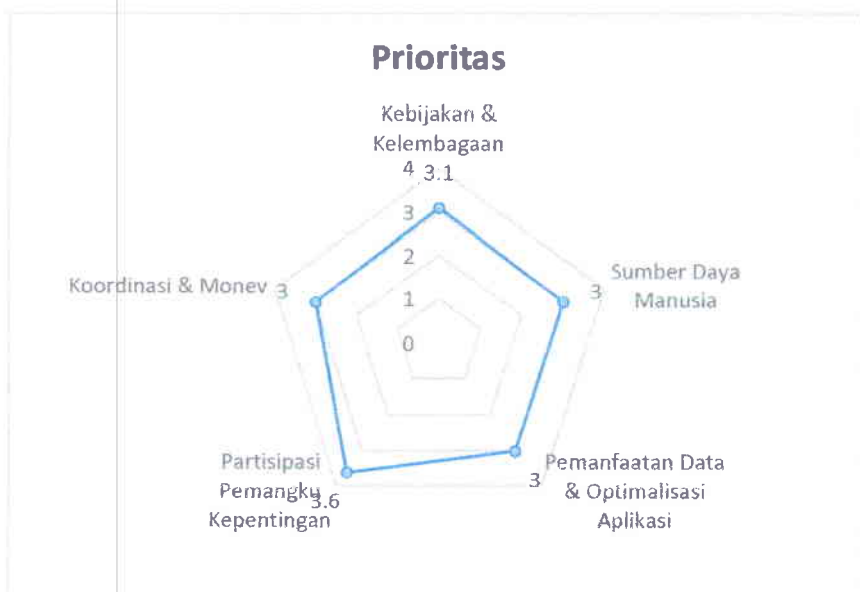 Prioritas
Kebijakan &
Kelembagaan
4
3.1
3
2
1
0
Sumber Daya
Manusia
3
Pemanfaatan Data
& Optimalisasi
Aplikasi
3
Partisipasi
Pemangku
Kepentingan
3.6
Koordinasi & Monev
3